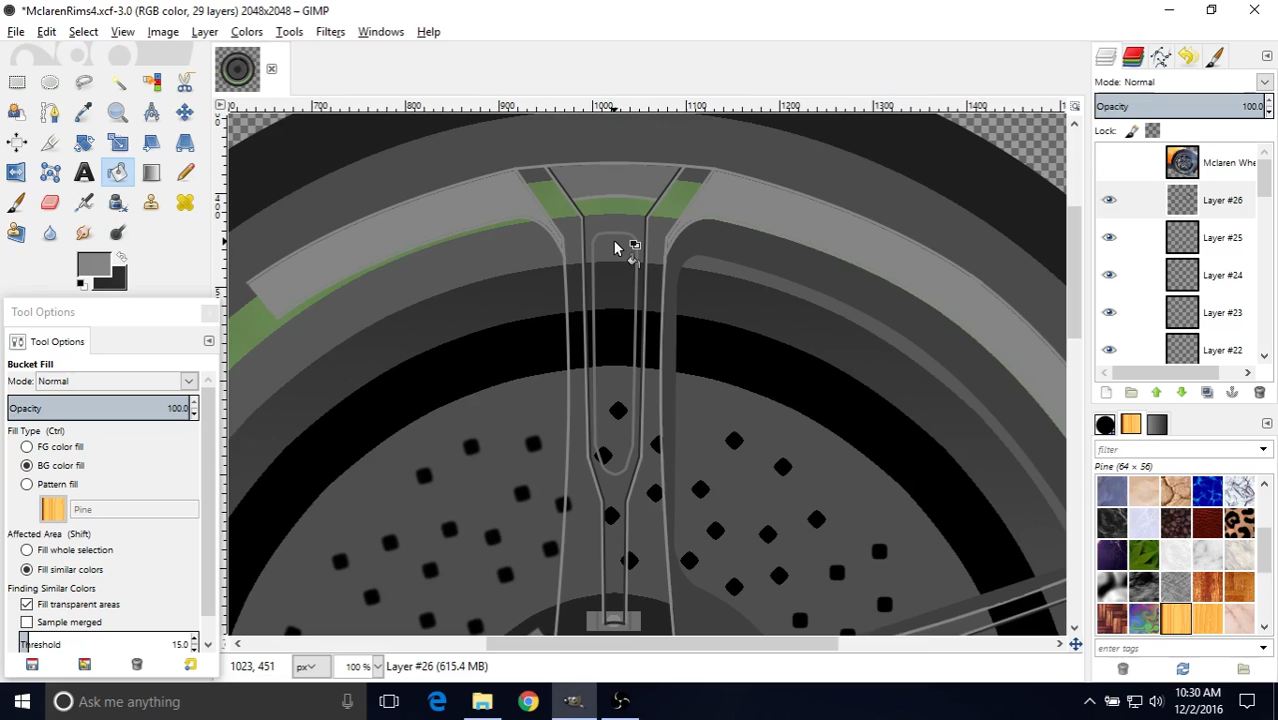 *MclarenRims4.xcf-3.0 (RGB color, 29 layers) 2048x2048 – GIMP
File Edit Select View Image Layer Colors Tools Filters Windows Help
Mode: Normal
700 800 900 1000 1100 1200 1300 1400
Opacity 100.0
Lock:
Mclaren Whe
Layer #26
Layer #25
Layer #24
Layer #23
Layer #22
Tool Options
Tool Options
Bucket Fill
Mode: Normal
Opacity 100.0
Fill Type (Ctrl)
FG color fill
BG color fill
Pattern fill
Pine
Affected Area (Shift)
Fill whole selection
Fill similar colors
Finding Similar Colors
Fill transparent areas
Sample merged
Threshold 15.0
filter
Pine (64 × 56)
enter tags
1023, 451 px 100 % Layer #26 (615.4 MB)
Ask me anything
10:30 AM
12/2/2016